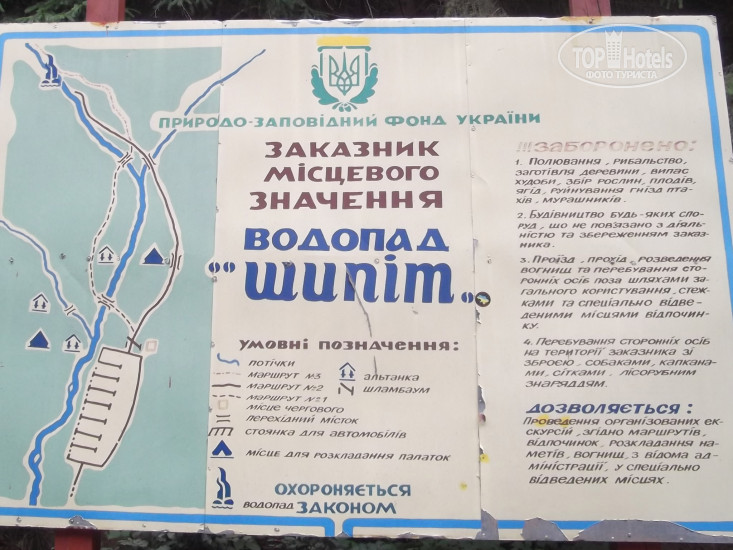 TOP Hotels
ФОТО ТУРИСТА
ПРИРОДО-ЗАПОВІДНИЙ ФОНД УКРАЇНИ
ЗАКАЗНИК
МІСЦЕВОГО
ЗНАЧЕННЯ
ВОДОПАД
"Шипіт"
умовні позначення:
потічки
маршрут №3
маршрут №2
маршрут №1
місце чергового
перехідний місток
стоянка для автомобілів
місце для розкладання палаток
альтанка
шламбаум
водопад
ОХОРОНЯЄТЬСЯ
ЗАКОНОМ
!!!Заборонено:
1. Полювання, рибальство,
заготівля деревини, випас
худоби, збір рослин, плодів,
ягід, руйнування гнізд пта-
хів, мурашників.
2. Будівництво будь-яких спо-
руд, що не повязано з діяль-
ністю та збереженням заказ-
ника.
3. Проїзд, прохід, розведення
вогнищ та перебування сто-
ронніх осіб поза шляхами за-
гального користування, стеж-
ками та спеціально відве-
деними місцями відпочин-
ку.
4. Перебування сторонніх осіб
на території заказника зі
зброєю, собаками, капкана-
ми, сітками, лісорубним
знаряддям.
ДОЗВОЛЯЄТЬСЯ:
Проведення організованих ек-
скурсій, згідно маршрутів,
відпочинок, розкладання на-
метів, вогнищ, з відома ад-
міністрації, у спеціально
відведених місцях.